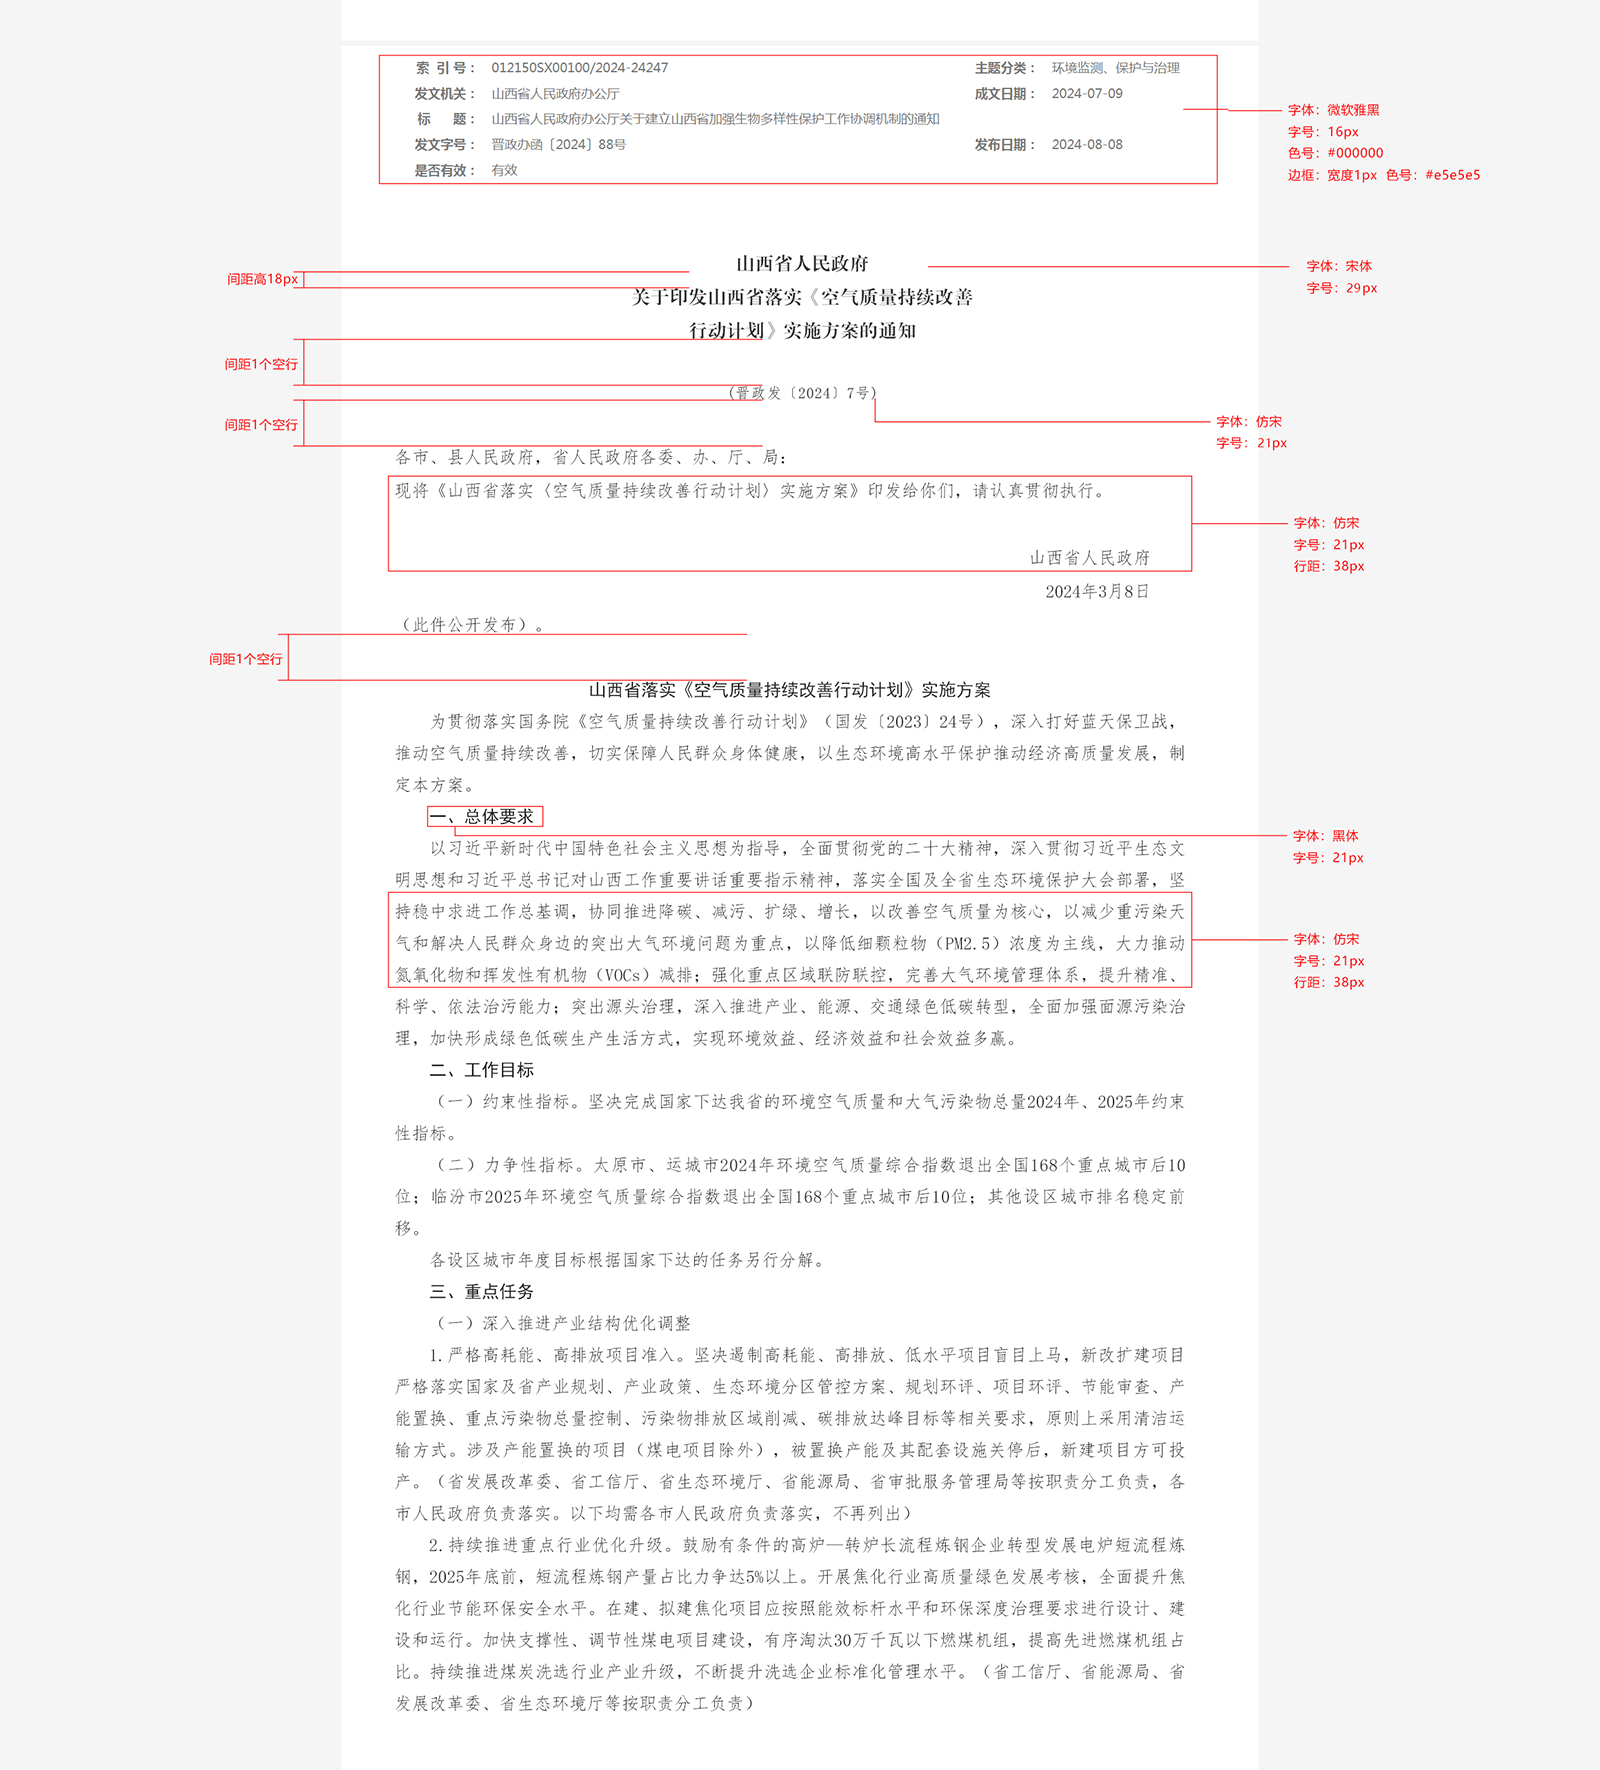 索 引 号： 012150SX00100/2024-24247 主题分类： 环境监测、保护与治理
发文机关： 山西省人民政府办公厅 成文日期： 2024-07-09
标 题： 山西省人民政府办公厅关于建立山西省加强生物多样性保护工作协调机制的通知
发文字号： 晋政办函〔2024〕88号 发布日期： 2024-08-08
是否有效： 有效
字体：微软雅黑
字号：16px
色号：#000000
边框：宽度1px 色号：#e5e5e5
山西省人民政府
关于印发山西省落实《空气质量持续改善
行动计划》实施方案的通知
间距高18px
字体：宋体
字号：29px
间距1个空行
(晋政发〔2024〕7号)
间距1个空行
字体：仿宋
字号：21px
各市、县人民政府，省人民政府各委、办、厅、局：
现将《山西省落实〈空气质量持续改善行动计划〉实施方案》印发给你们，请认真贯彻执行。
字体：仿宋
字号：21px
行距：38px
山西省人民政府
2024年3月8日
（此件公开发布）。
间距1个空行
山西省落实《空气质量持续改善行动计划》实施方案
为贯彻落实国务院《空气质量持续改善行动计划》（国发〔2023〕24号），深入打好蓝天保卫战，
推动空气质量持续改善，切实保障人民群众身体健康，以生态环境高水平保护推动经济高质量发展，制
定本方案。
一、总体要求
字体：黑体
字号：21px
以习近平新时代中国特色社会主义思想为指导，全面贯彻党的二十大精神，深入贯彻习近平生态文
明思想和习近平总书记对山西工作重要讲话重要指示精神，落实全国及全省生态环境保护大会部署，坚
持稳中求进工作总基调，协同推进降碳、减污、扩绿、增长，以改善空气质量为核心，以减少重污染天
气和解决人民群众身边的突出大气环境问题为重点，以降低细颗粒物（PM2.5）浓度为主线，大力推动
氮氧化物和挥发性有机物（VOCs）减排；强化重点区域联防联控，完善大气环境管理体系，提升精准、
科学、依法治污能力；突出源头治理，深入推进产业、能源、交通绿色低碳转型，全面加强面源污染治
理，加快形成绿色低碳生产生活方式，实现环境效益、经济效益和社会效益多赢。
字体：仿宋
字号：21px
行距：38px
二、工作目标
（一）约束性指标。坚决完成国家下达我省的环境空气质量和大气污染物总量2024年、2025年约束
性指标。
（二）力争性指标。太原市、运城市2024年环境空气质量综合指数退出全国168个重点城市后10
位；临汾市2025年环境空气质量综合指数退出全国168个重点城市后10位；其他设区城市排名稳定前
移。
各设区城市年度目标根据国家下达的任务另行分解。
三、重点任务
（一）深入推进产业结构优化调整
1.严格高耗能、高排放项目准入。坚决遏制高耗能、高排放、低水平项目盲目上马，新改扩建项目
严格落实国家及省产业规划、产业政策、生态环境分区管控方案、规划环评、项目环评、节能审查、产
能置换、重点污染物总量控制、污染物排放区域削减、碳排放达峰目标等相关要求，原则上采用清洁运
输方式。涉及产能置换的项目（煤电项目除外），被置换产能及其配套设施关停后，新建项目方可投
产。（省发展改革委、省工信厅、省生态环境厅、省能源局、省审批服务管理局等按职责分工负责，各
市人民政府负责落实。以下均需各市人民政府负责落实，不再列出）
2.持续推进重点行业优化升级。鼓励有条件的高炉—转炉长流程炼钢企业转型发展电炉短流程炼
钢，2025年底前，短流程炼钢产量占比力争达5%以上。开展焦化行业高质量绿色发展考核，全面提升焦
化行业节能环保安全水平。在建、拟建焦化项目应按照能效标杆水平和环保深度治理要求进行设计、建
设和运行。加快支撑性、调节性煤电项目建设，有序淘汰30万千瓦以下燃煤机组，提高先进燃煤机组占
比。持续推进煤炭洗选行业产业升级，不断提升洗选企业标准化管理水平。（省工信厅、省能源局、省
发展改革委、省生态环境厅等按职责分工负责）